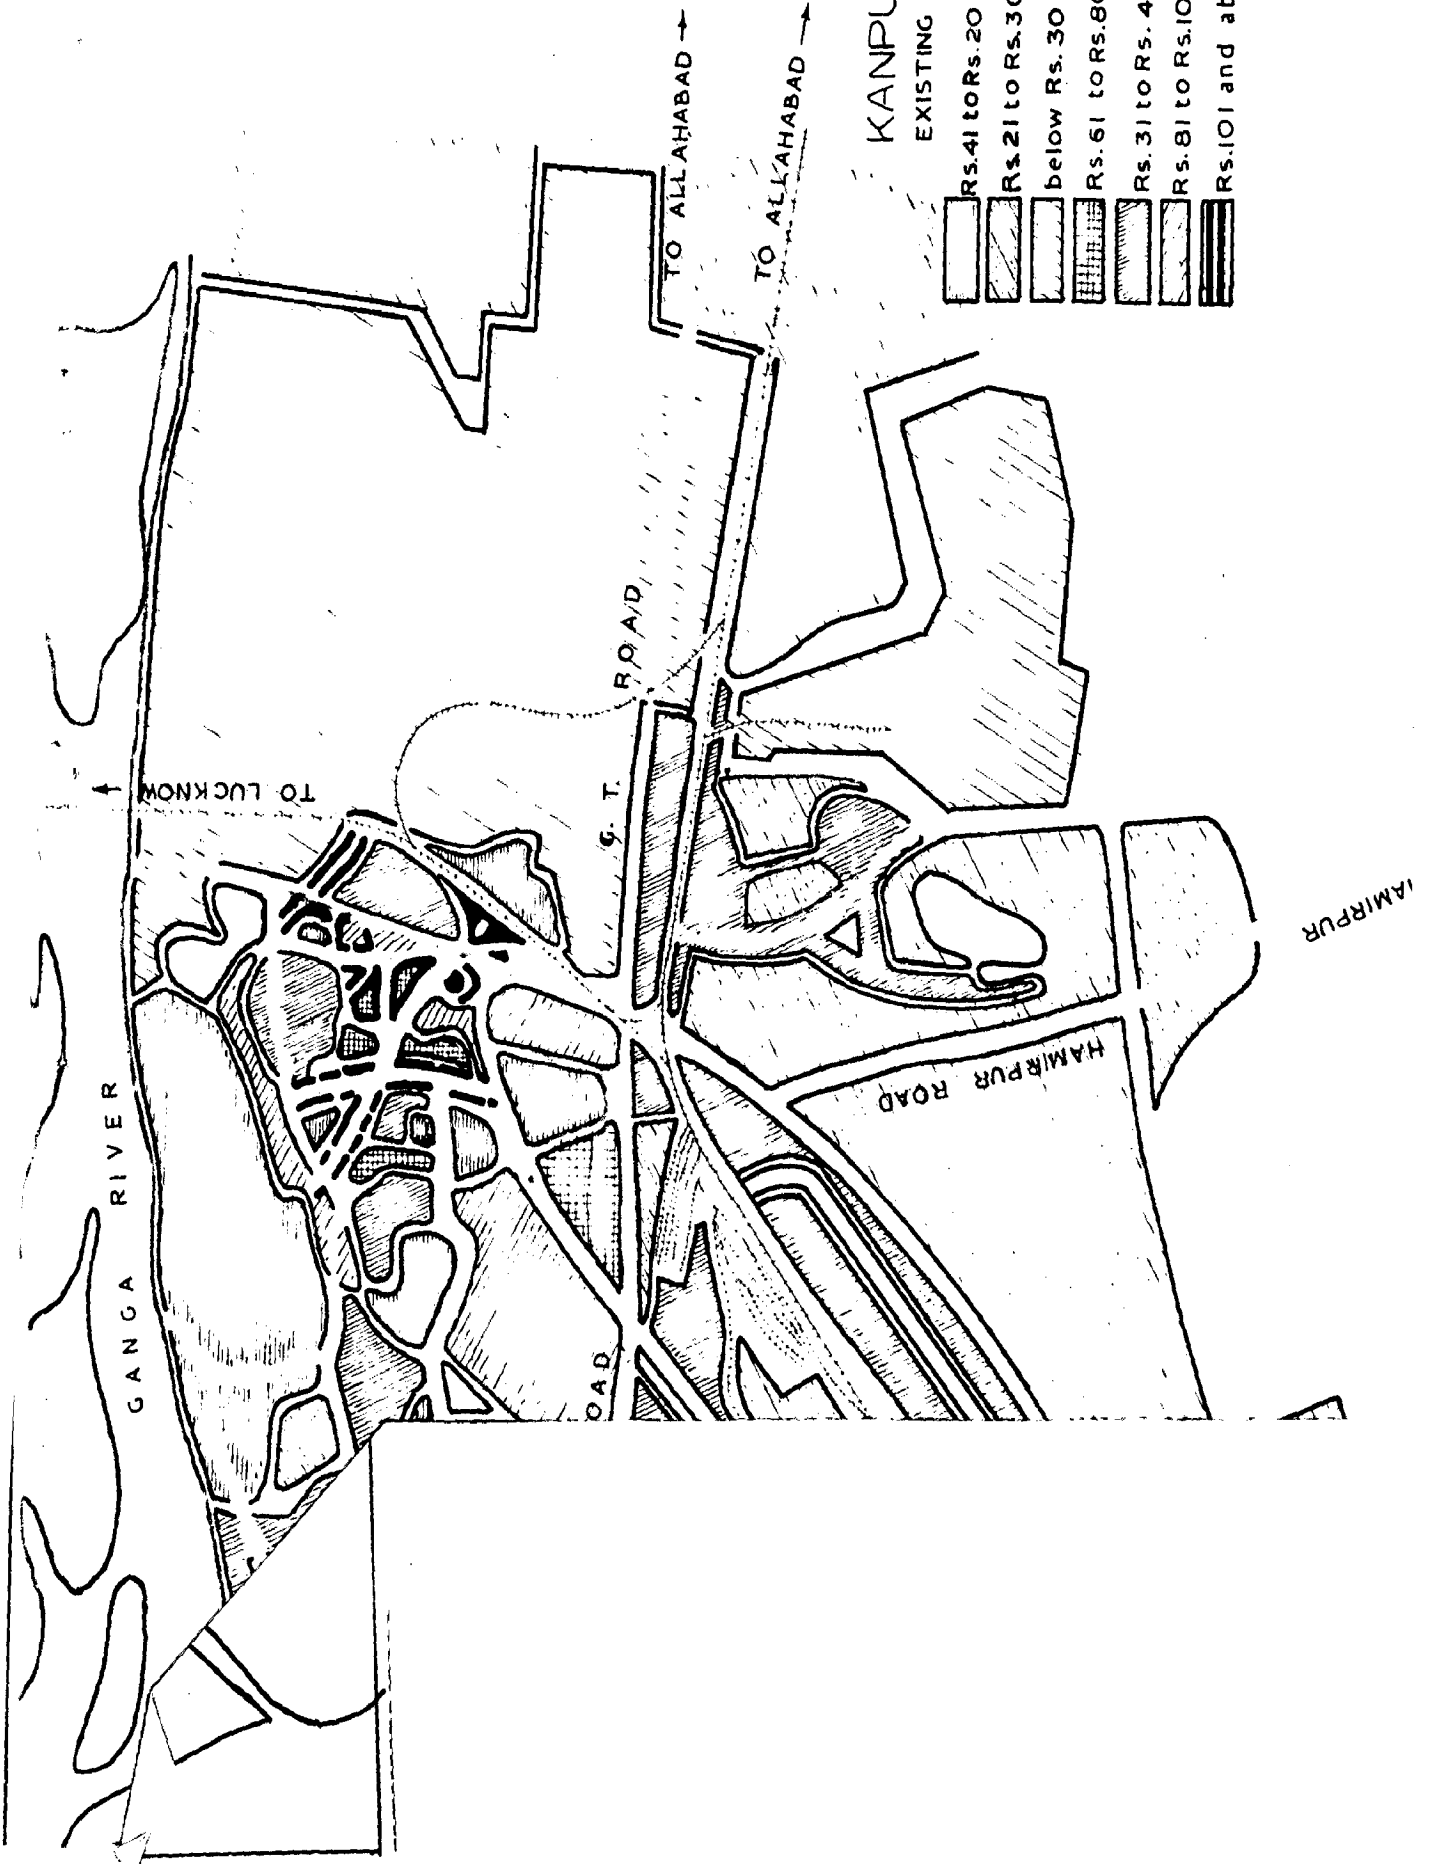 KANPU
EXISTING
Rs.41 to Rs.20
Rs.21 to Rs.30
below Rs. 30
Rs.61 to Rs.80
Rs.31 to Rs.4
Rs.81 to Rs.10
Rs.101 and ab
TO ALLAHABAD
TO ALLAHABAD
TO LUCKNOW
GANGA RIVER
G. T. ROAD
OAD
HAMIRPUR ROAD
AMIRPUR